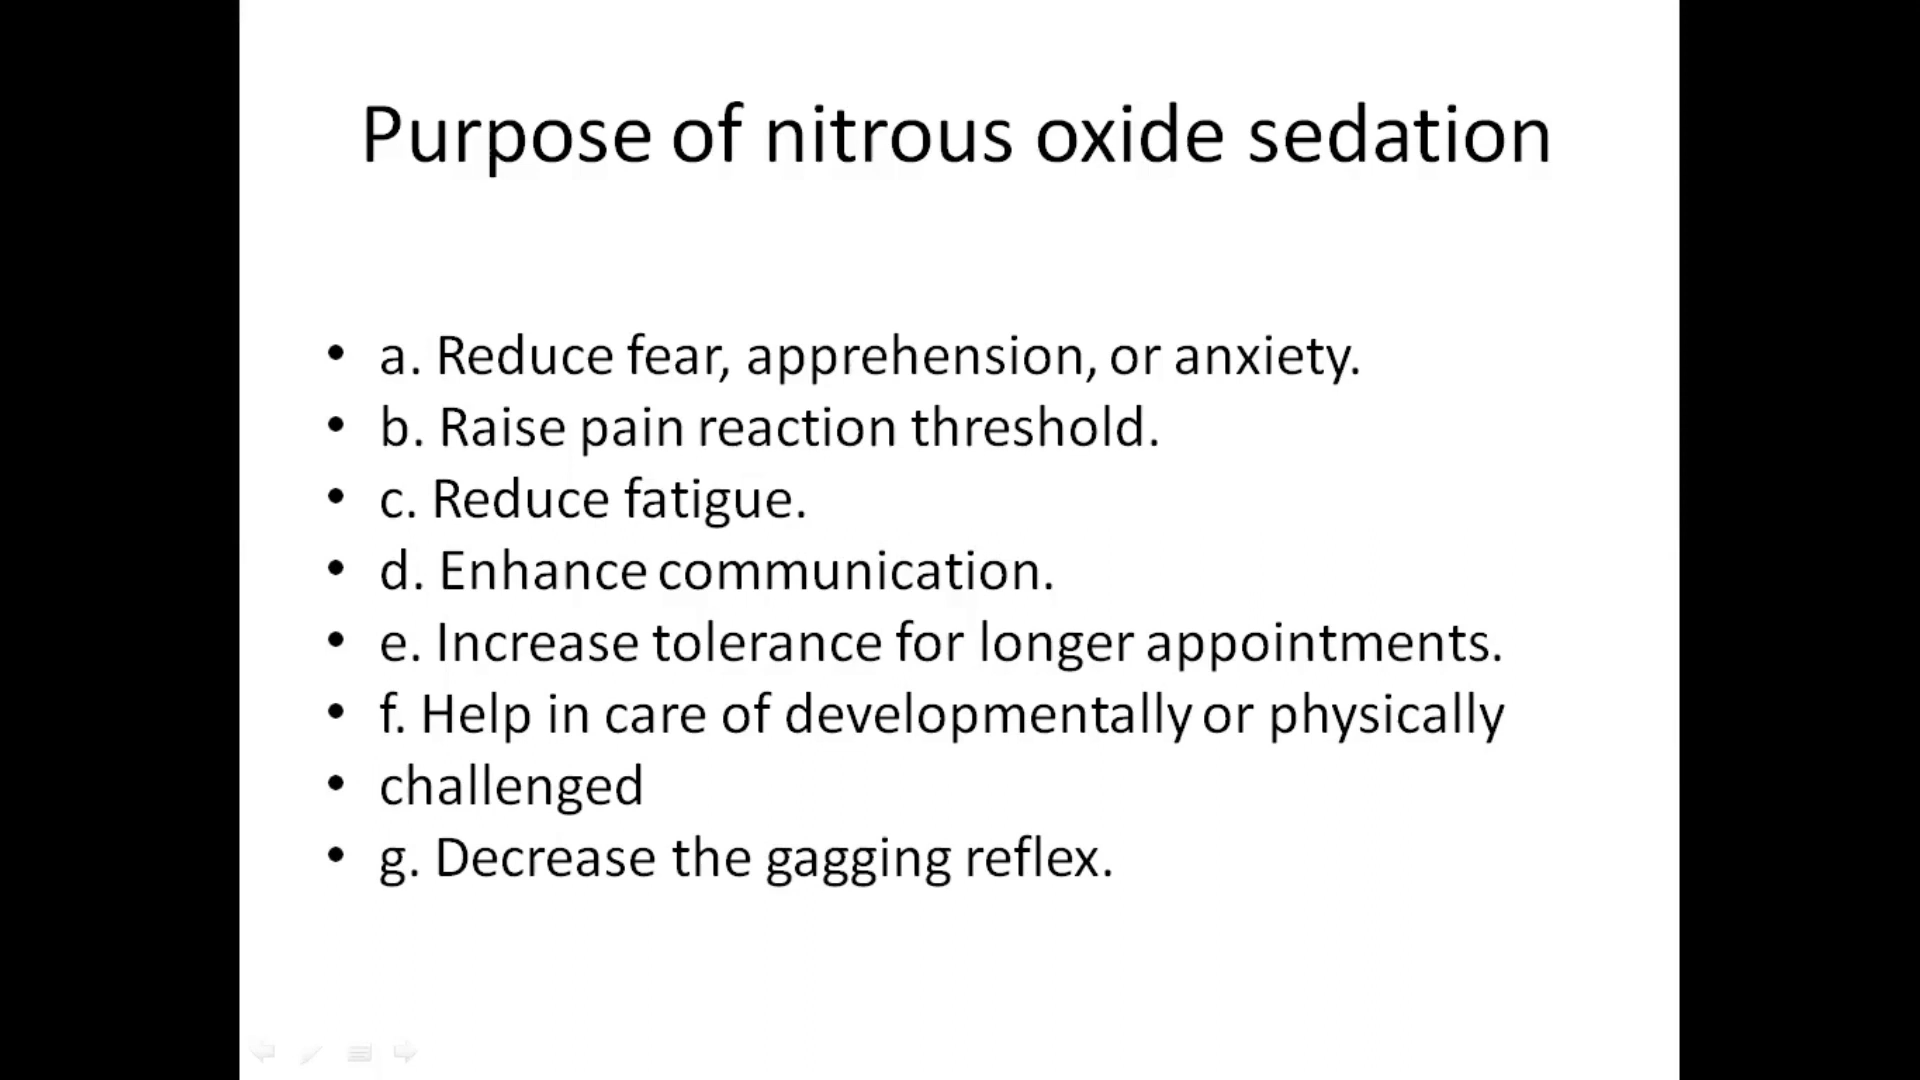 Purpose of nitrous oxide sedation
• a. Reduce fear, apprehension, or anxiety.
• b. Raise pain reaction threshold.
• c. Reduce fatigue.
• d. Enhance communication.
• e. Increase tolerance for longer appointments.
• f. Help in care of developmentally or physically
• challenged
• g. Decrease the gagging reflex.